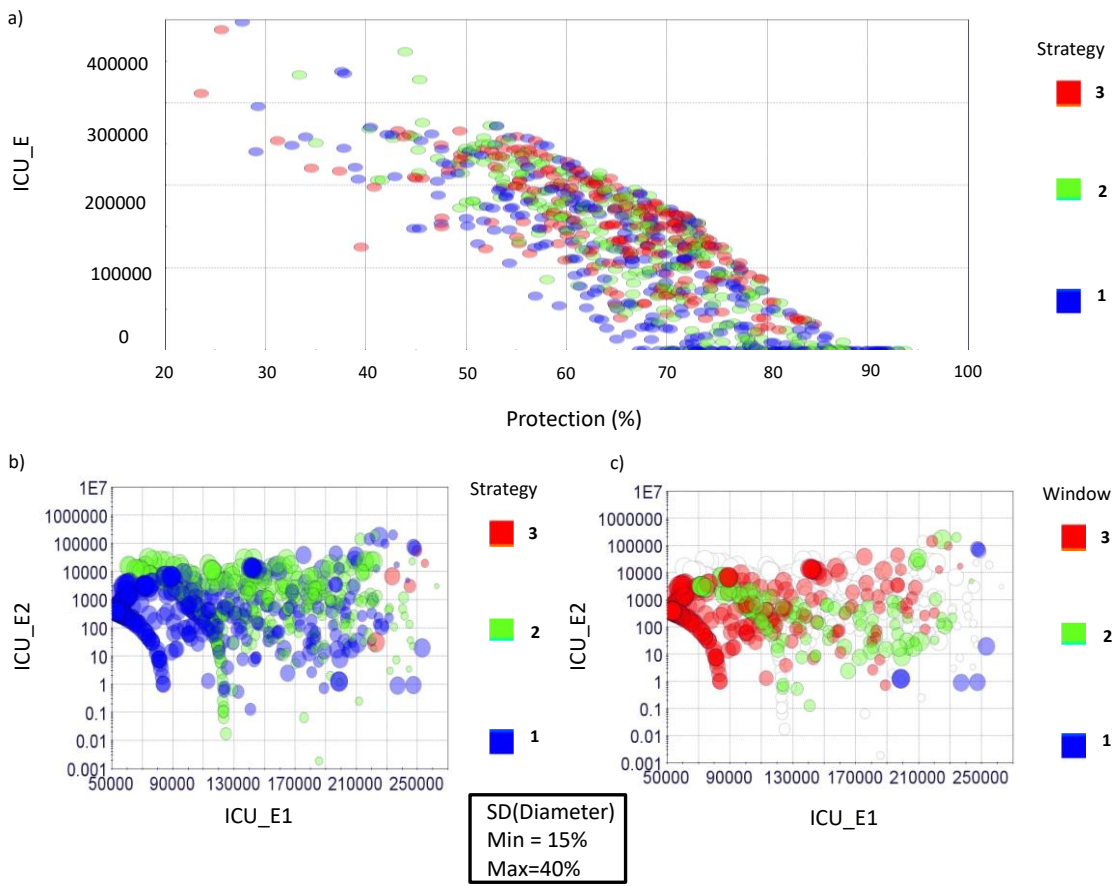 a)
400000
300000
200000
100000
0
ICU_E
20 30 40 50 60 70 80 90 100
Protection (%)
Strategy
3
2
1
b)
1E7
1000000
100000
10000
1000
100
10
1
0.1
0.01
0.001
ICU_E2
50000 90000 130000 170000 210000 250000
ICU_E1
Strategy
3
2
1
c)
1E7
1000000
100000
10000
1000
100
10
1
0.1
0.01
0.001
ICU_E2
50000 90000 130000 170000 210000 250000
ICU_E1
Window
3
2
1
SD(Diameter)
Min = 15%
Max=40%